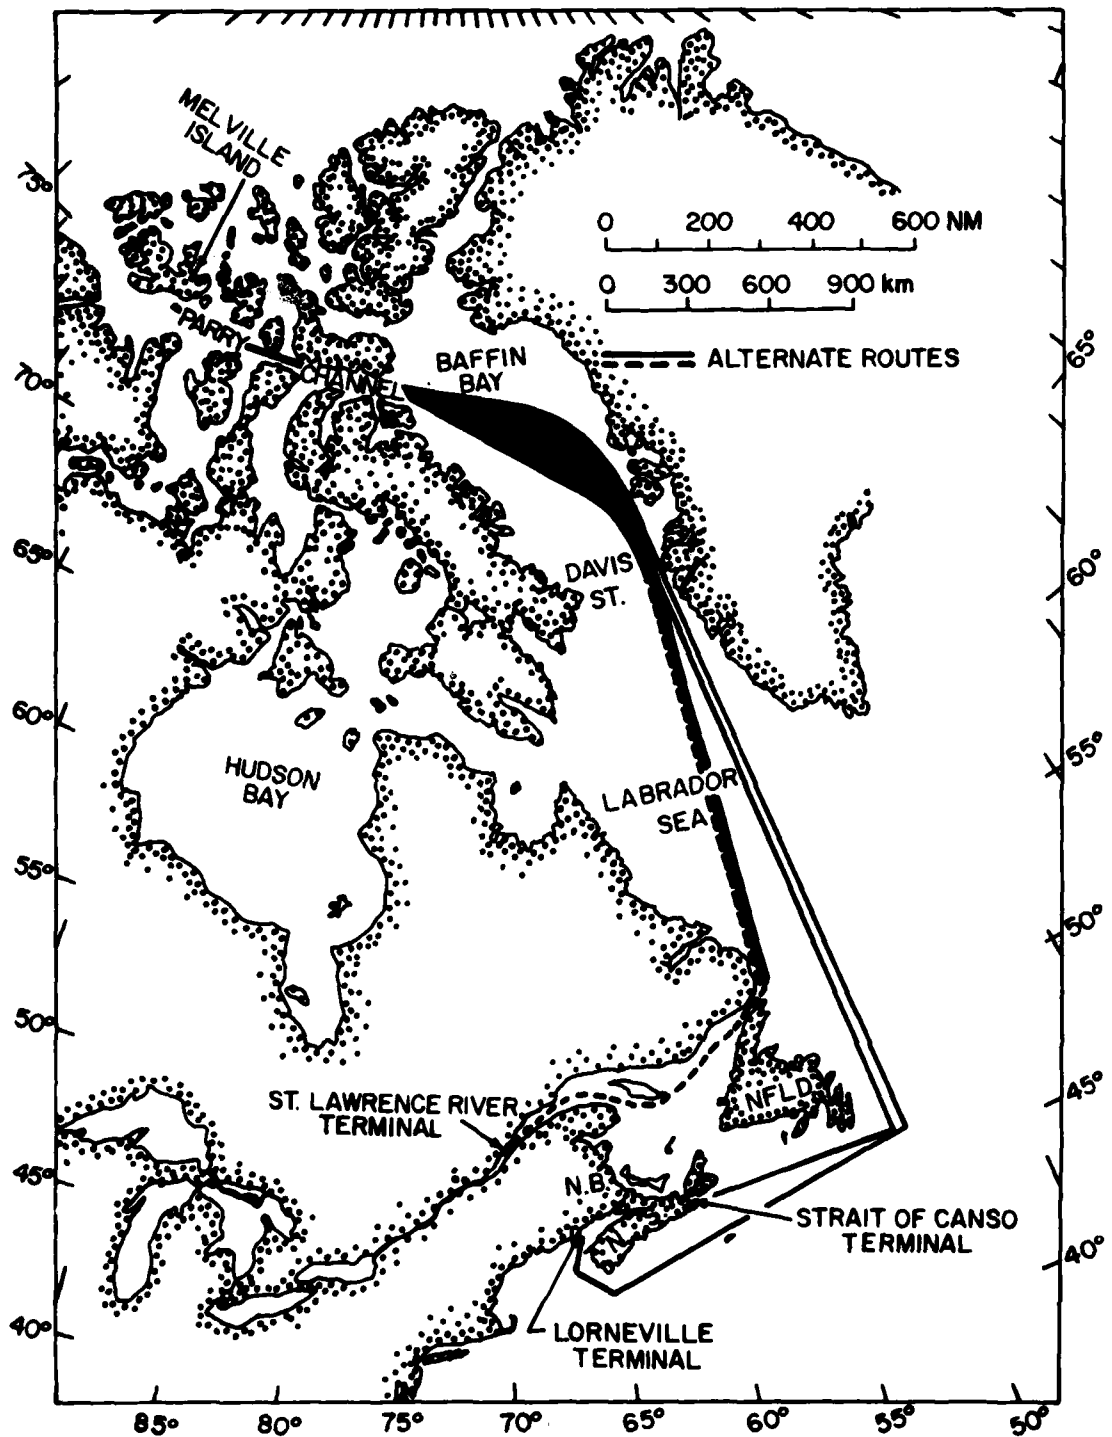 MELVILLE
ISLAND
73°
0 200 400 600 NM
0 300 600 900 km
PARRY
CHANNEL
BAFFIN
BAY
ALTERNATE ROUTES
65°
70°
65°
DAVIS
ST.
60°
60°
HUDSON
BAY
LABRADOR
SEA
55°
55°
50°
50°
NFLD.
45°
ST. LAWRENCE RIVER
TERMINAL
45°
N.B.
N.S.
STRAIT OF CANSO
TERMINAL
40°
40°
LORNEVILLE
TERMINAL
85° 80° 75° 70° 65° 60° 55° 50°